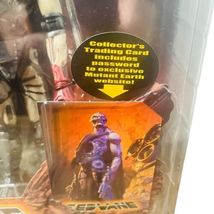 Collector's
Trading Card
includes
password
to exclusive
Mutant Earth
website!